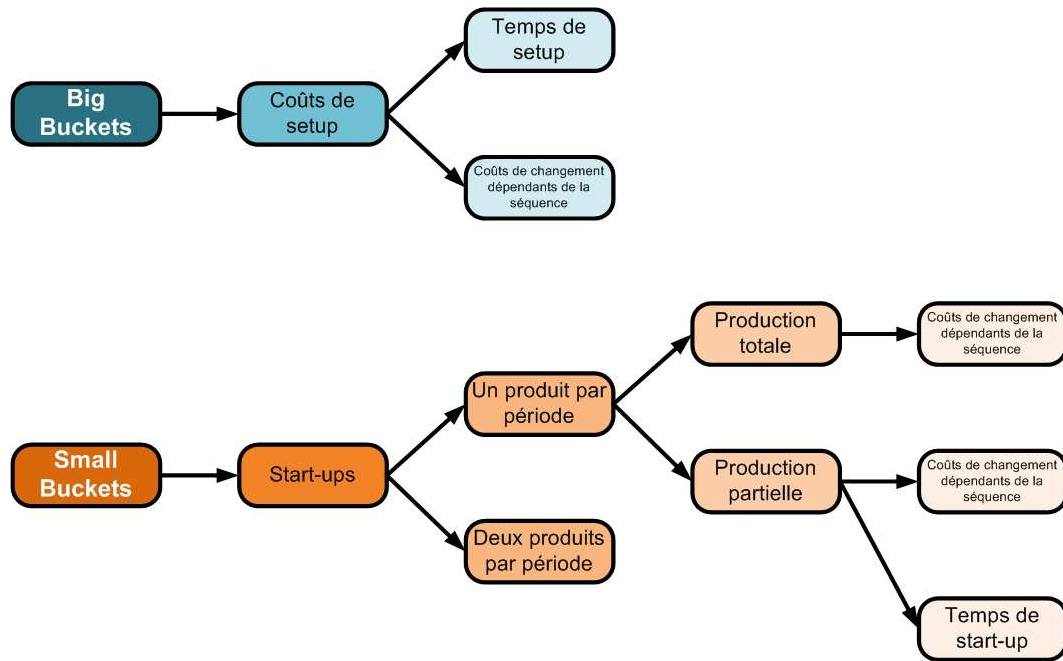 Temps de
setup
Big
Buckets
Coûts de
setup
Coûts de changement
dépendants de la
séquence
Production
totale
Coûts de changement
dépendants de la
séquence
Un produit par
période
Small
Buckets
Start-ups
Production
partielle
Coûts de changement
dépendants de la
séquence
Deux produits
par période
Temps de
start-up